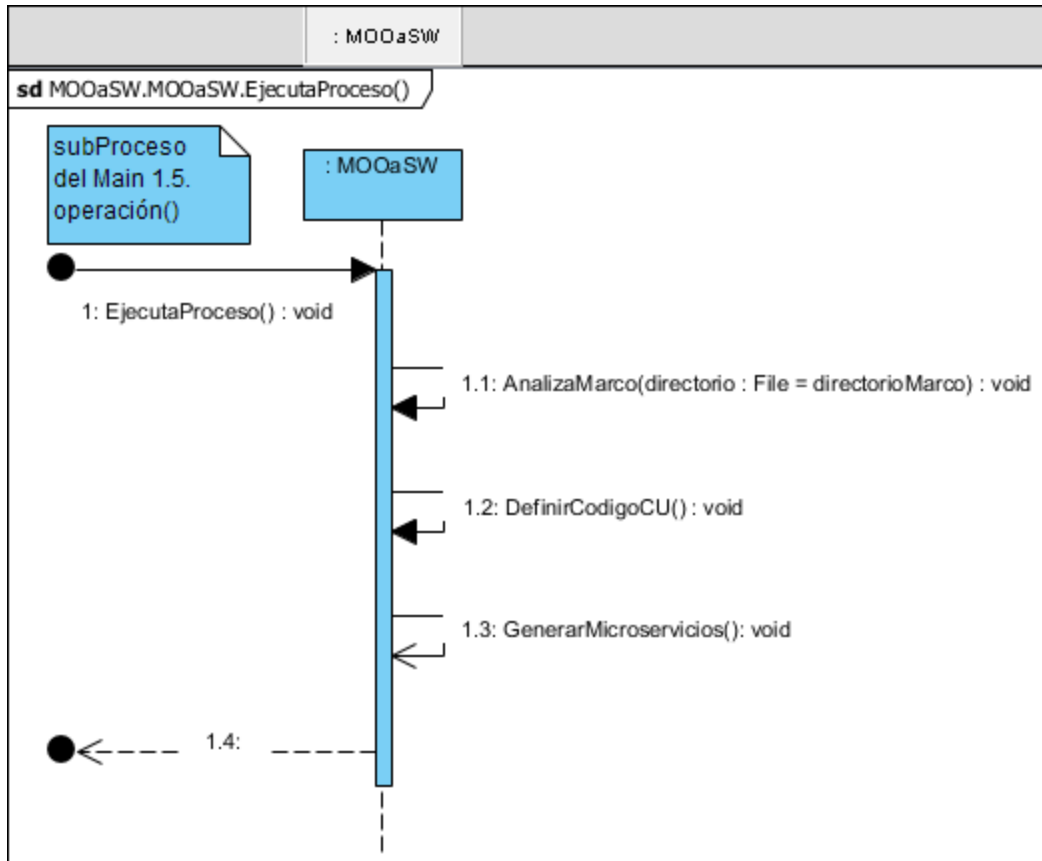 : MOOaSW
sd MOOaSW.MOOaSW.EjecutaProceso()
subProceso
del Main 1.5.
operación()
: MOOaSW
1: EjecutaProceso() : void
1.1: AnalizaMarco(directorio : File = directorioMarco) : void
1.2: DefinirCodigoCU() : void
1.3: GenerarMicroservicios(): void
1.4: